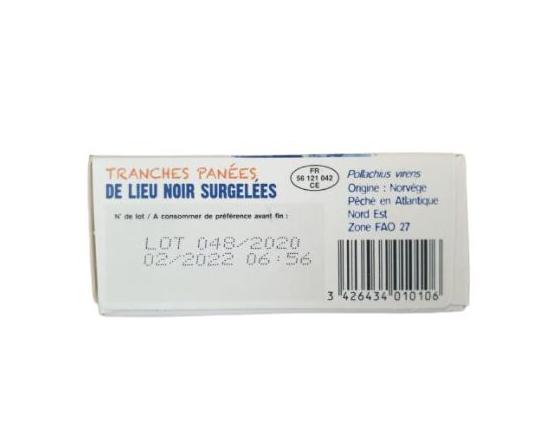 TRANCHES PANÉES
DE LIEU NOIR SURGELÉES
N° de lot / A consommer de préférence avant fin :
LOT 048/2020
02/2022 06:56
FR
56 121 042
CE
Pollachius virens
Origine : Norvége
Pêché en Atlantique
Nord Est
Zone FAO 27
3 426434 010106